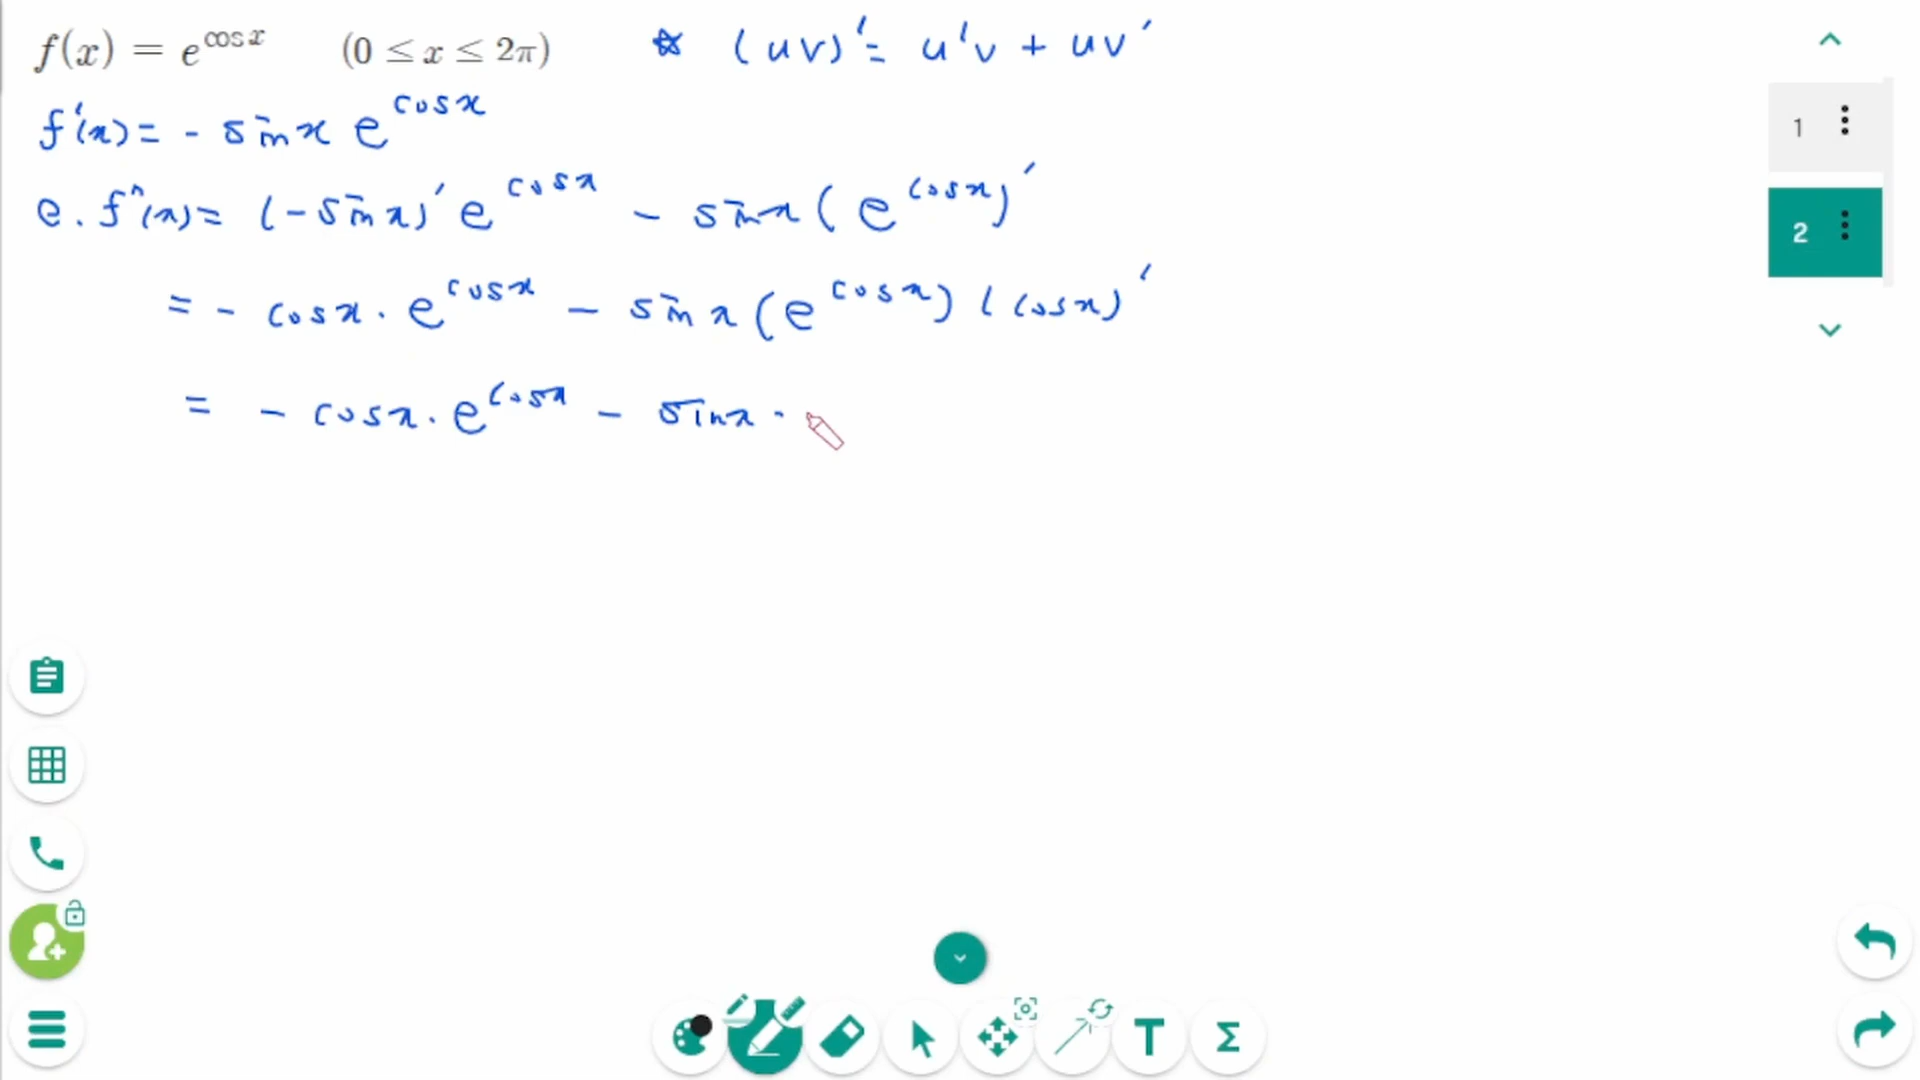 f(x) = e^{cos x}   (0 ≤ x ≤ 2π)   ☆ (uv)' = u'v + uv'
f'(x) = - sin x e^{cos x}
e. f''(x) = (- sin x)' e^{cos x} - sin x (e^{cos x})'
= - cos x · e^{cos x} - sin x (e^{cos x}) (cos x)'
= - cos x · e^{cos x} - sin x ·
1
2
T
Σ